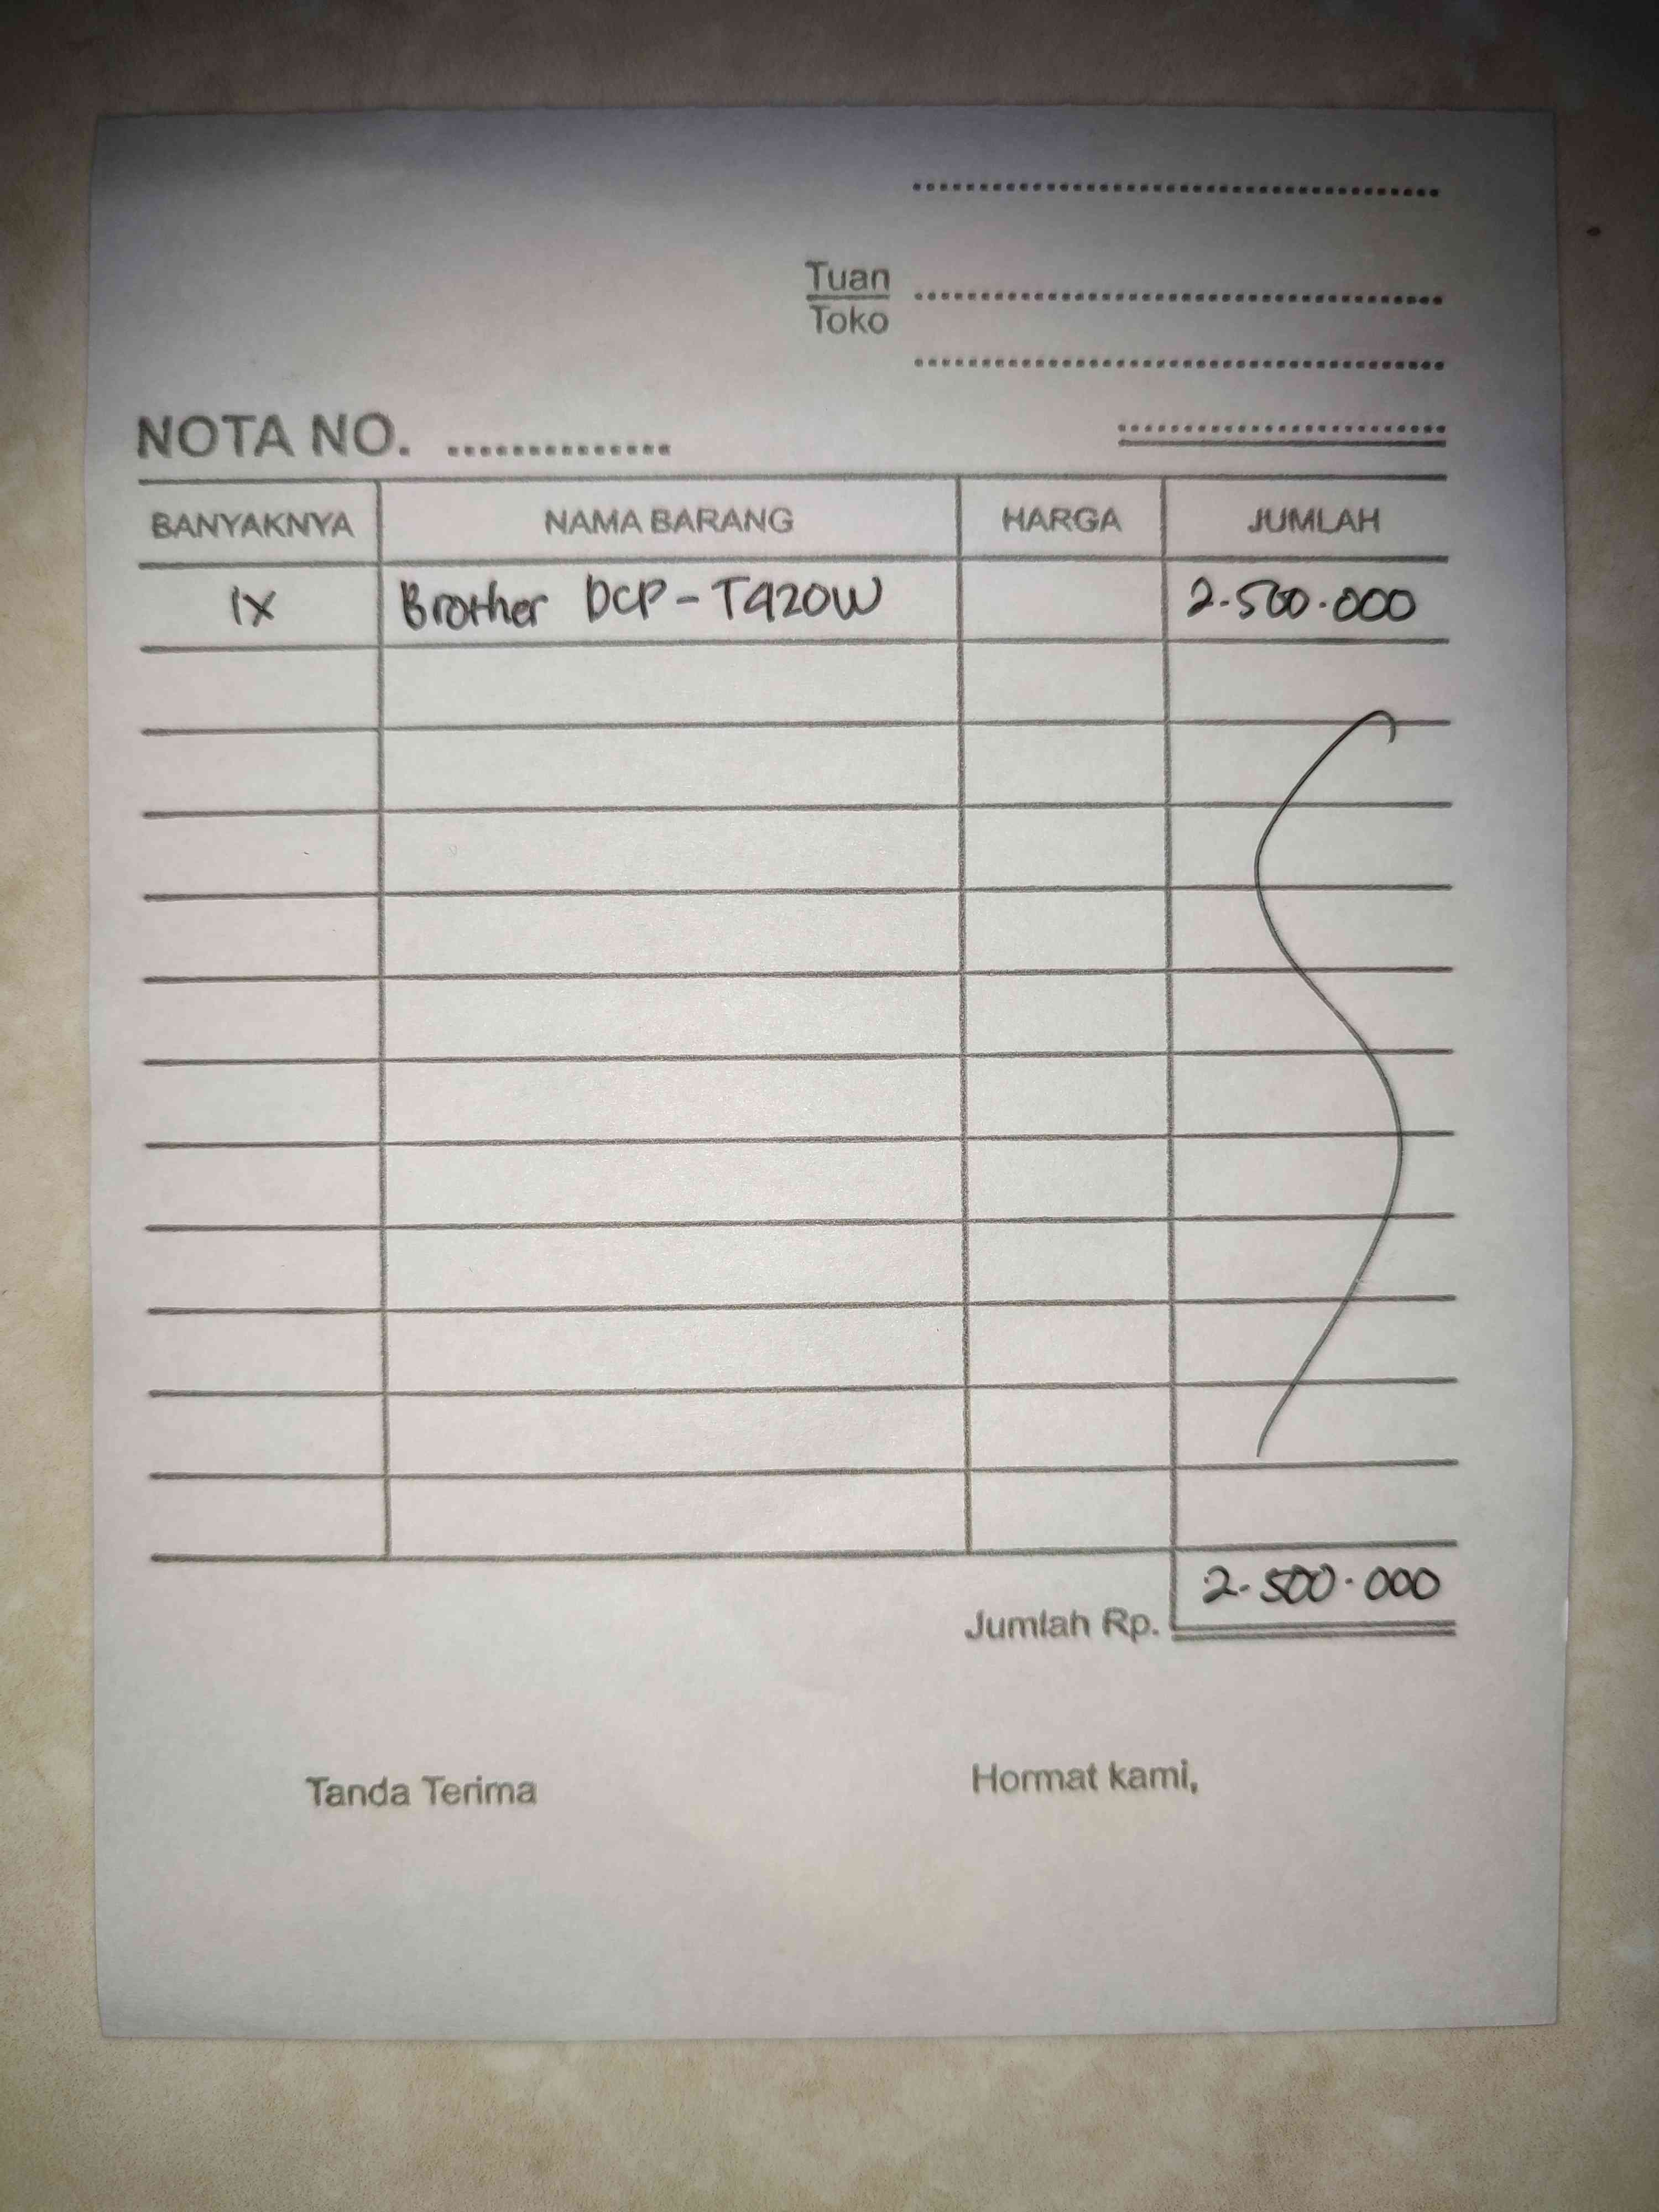 Tuan
Toko
NOTA NO. ..............
BANYAKNYA NAMA BARANG HARGA JUMLAH
1X Brother DCP - T420W 2.500.000
Jumlah Rp. 2.500.000
Tanda Terima Hormat kami,